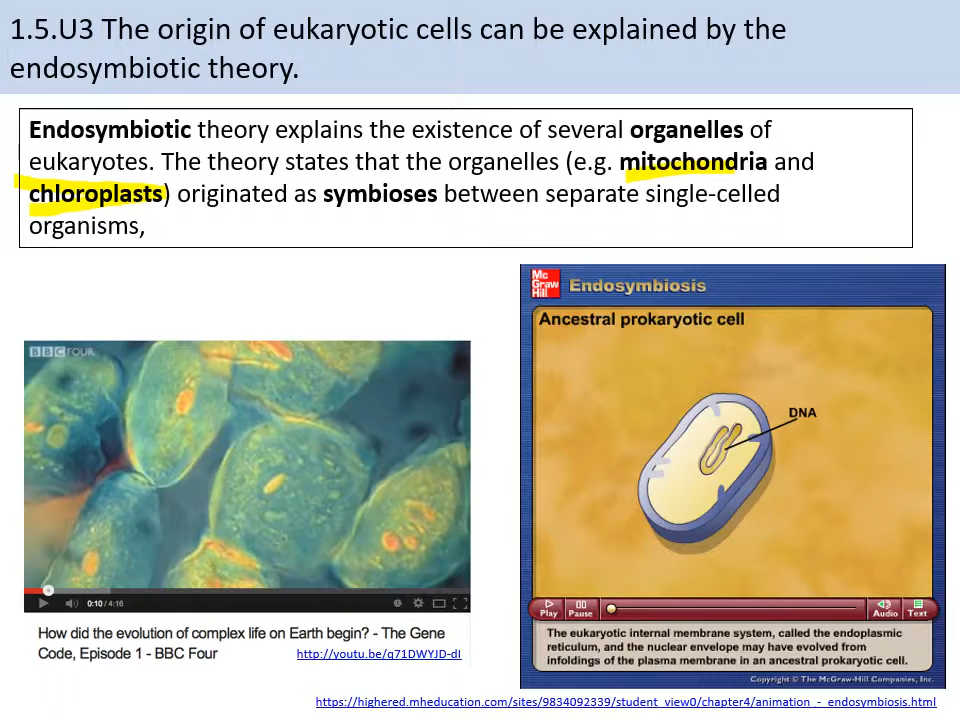 1.5.U3 The origin of eukaryotic cells can be explained by the
endosymbiotic theory.
Endosymbiotic theory explains the existence of several organelles of
eukaryotes. The theory states that the organelles (e.g. mitochondria and
chloroplasts) originated as symbioses between separate single-celled
organisms,
BBC FOUR
0:10 / 4:16
How did the evolution of complex life on Earth begin? - The Gene
Code, Episode 1 - BBC Four
http://youtu.be/q71DWYJD-dI
Mc
Graw
Hill
Endosymbiosis
Ancestral prokaryotic cell
DNA
Play
Pause
Audio
Text
The eukaryotic internal membrane system, called the endoplasmic
reticulum, and the nuclear envelope may have evolved from
infoldings of the plasma membrane in an ancestral prokaryotic cell.
Copyright © The McGraw-Hill Companies, Inc.
https://highered.mheducation.com/sites/9834092339/student_view0/chapter4/animation_-_endosymbiosis.html